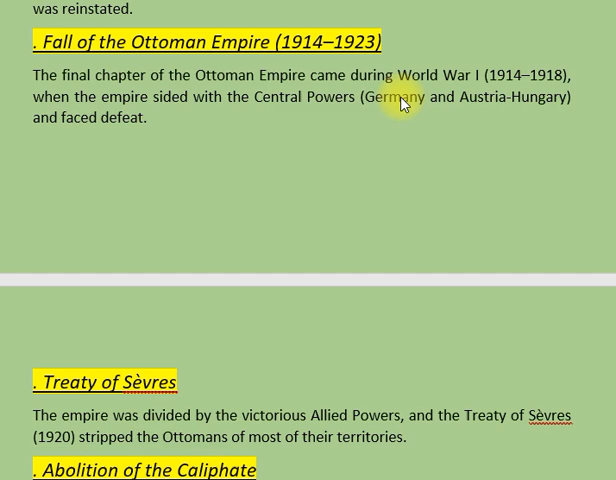 was reinstated.
. Fall of the Ottoman Empire (1914–1923)
The final chapter of the Ottoman Empire came during World War I (1914–1918),
when the empire sided with the Central Powers (Germany and Austria-Hungary)
and faced defeat.
. Treaty of Sèvres
The empire was divided by the victorious Allied Powers, and the Treaty of Sèvres
(1920) stripped the Ottomans of most of their territories.
. Abolition of the Caliphate